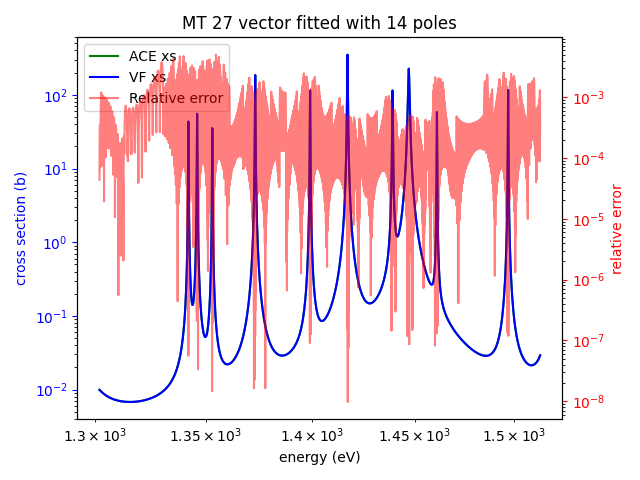 MT 27 vector fitted with 14 poles
ACE xs
VF xs
Relative error
cross section (b)
10²
10¹
10⁰
10⁻¹
10⁻²
10⁻³
10⁻⁴
10⁻⁵
10⁻⁶
10⁻⁷
10⁻⁸
relative error
1.3 × 10³ 1.35 × 10³ 1.4 × 10³ 1.45 × 10³ 1.5 × 10³
energy (eV)